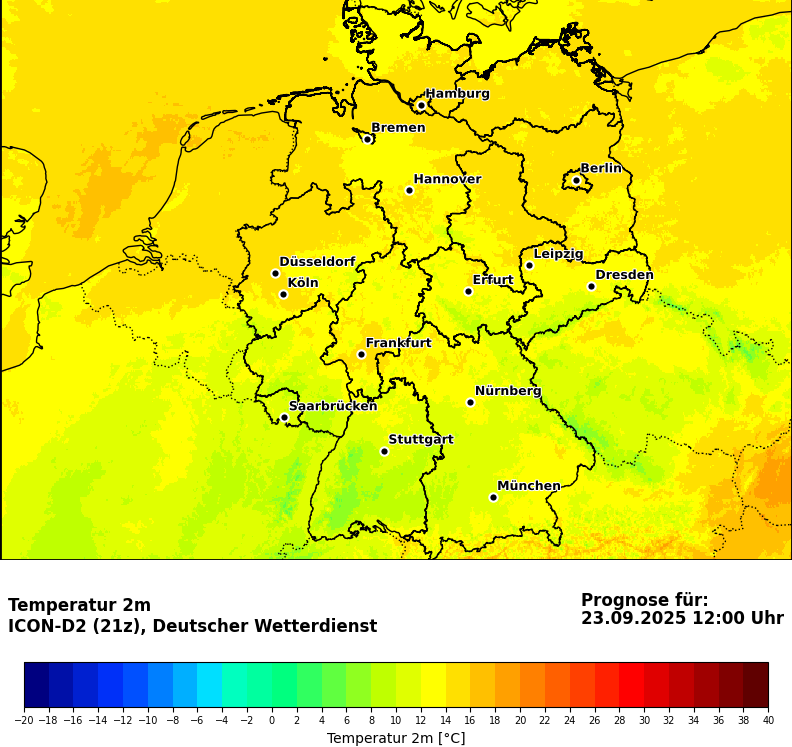 Hamburg
Bremen
Berlin
Hannover
Leipzig
Düsseldorf
Dresden
Erfurt
Köln
Frankfurt
Nürnberg
Saarbrücken
Stuttgart
München
Temperatur 2m
ICON-D2 (21z), Deutscher Wetterdienst
Prognose für:
23.09.2025 12:00 Uhr
−20 −18 −16 −14 −12 −10 −8 −6 −4 −2 0 2 4 6 8 10 12 14 16 18 20 22 24 26 28 30 32 34 36 38 40
Temperatur 2m [°C]